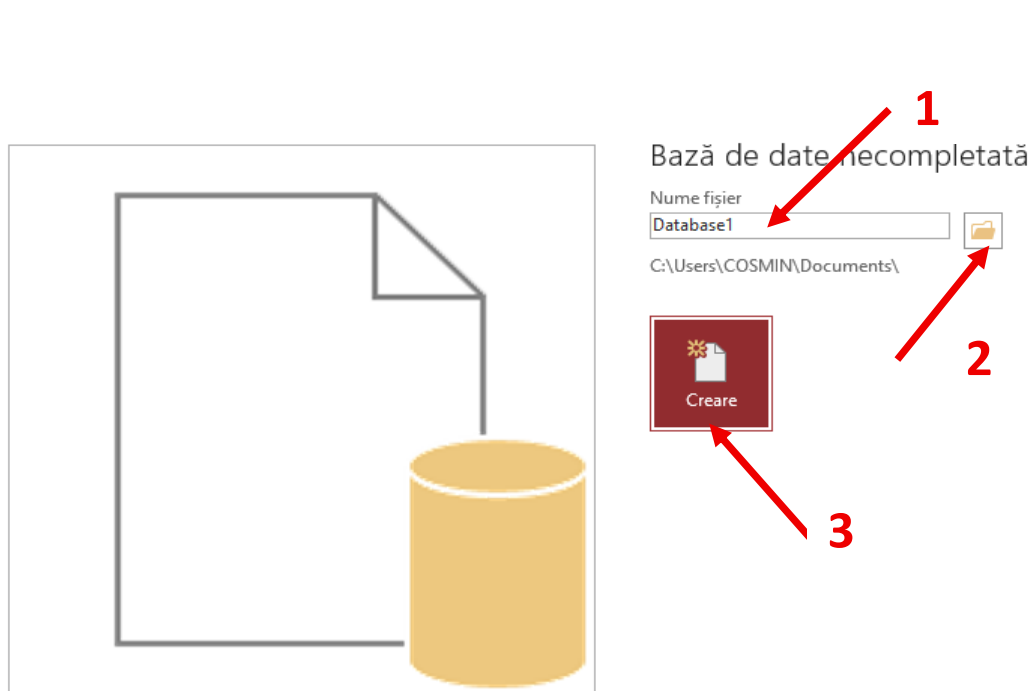 1
Bază de date necompletată
Nume fișier
Database1
C:\Users\COSMIN\Documents\
2
Creare
3